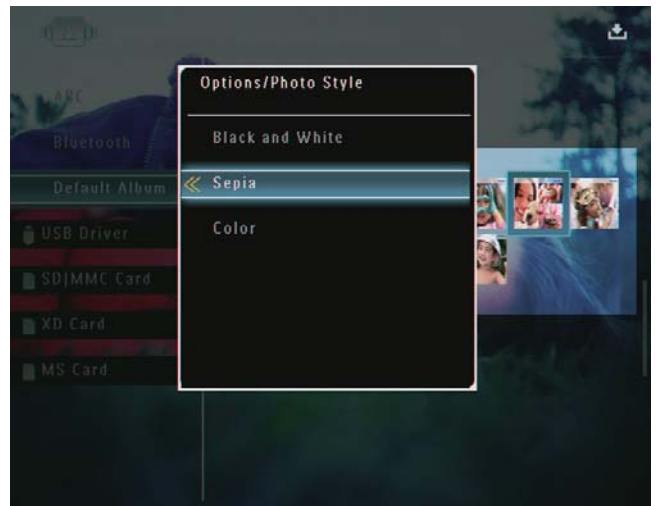 Options/Photo Style
Black and White
Sepia
Color
ABC
Bluetooth
Default Album
USB Driver
SD|MMC Card
XD Card
MS Card